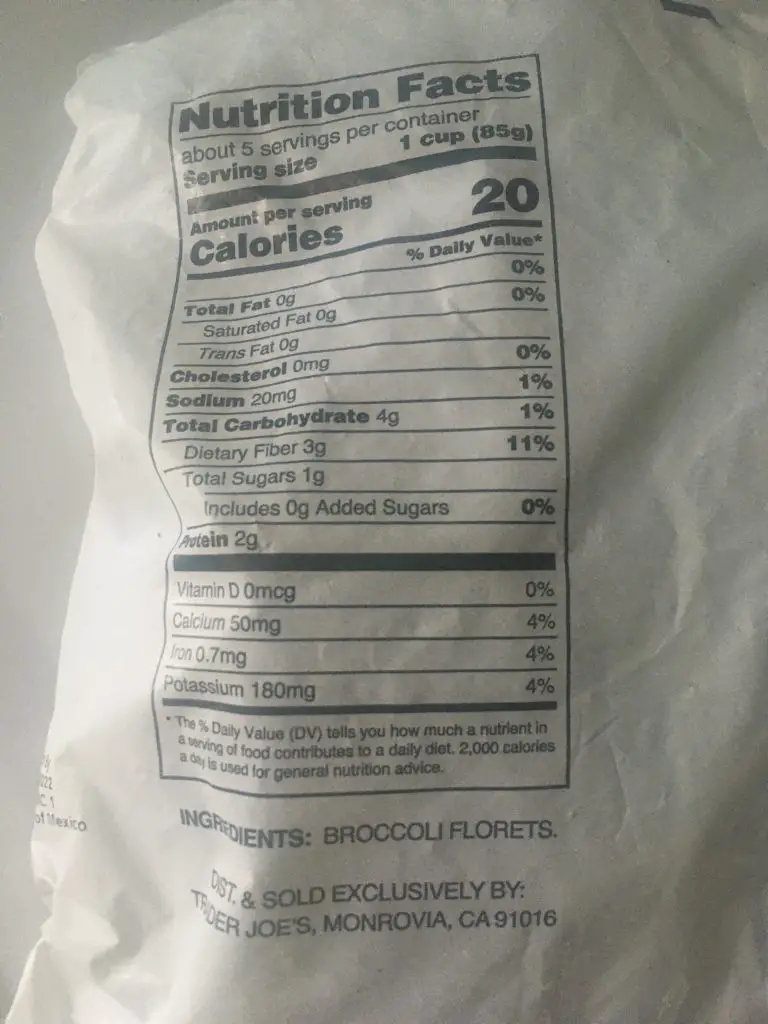 Nutrition Facts
about 5 servings per container
Serving size 1 cup (85g)
Amount per serving
Calories 20
% Daily Value*
Total Fat 0g 0%
Saturated Fat 0g 0%
Trans Fat 0g
Cholesterol 0mg 0%
Sodium 20mg 1%
Total Carbohydrate 4g 1%
Dietary Fiber 3g 11%
Total Sugars 1g
Includes 0g Added Sugars 0%
Protein 2g
Vitamin D 0mcg 0%
Calcium 50mg 4%
Iron 0.7mg 4%
Potassium 180mg 4%
* The % Daily Value (DV) tells you how much a nutrient in
a serving of food contributes to a daily diet. 2,000 calories
a day is used for general nutrition advice.
of Mexico
INGREDIENTS: BROCCOLI FLORETS.
DIST. & SOLD EXCLUSIVELY BY:
TRADER JOE'S, MONROVIA, CA 91016